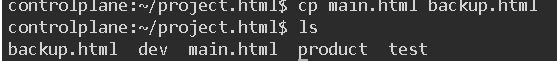 controlplane:~/project.html$ cp main.html backup.html
controlplane:~/project.html$ ls
backup.html  dev  main.html  product  test